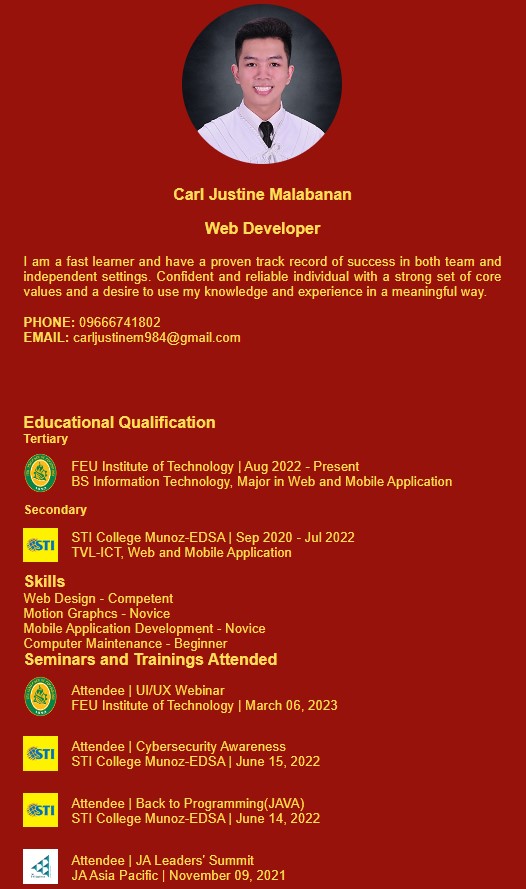 Carl Justine Malabanan
Web Developer
I am a fast learner and have a proven track record of success in both team and
independent settings. Confident and reliable individual with a strong set of core
values and a desire to use my knowledge and experience in a meaningful way.
PHONE: 09666741802
EMAIL: carljustinem984@gmail.com
Educational Qualification
Tertiary
FEU Institute of Technology | Aug 2022 - Present
BS Information Technology, Major in Web and Mobile Application
Secondary
STI
STI College Munoz-EDSA | Sep 2020 - Jul 2022
TVL-ICT, Web and Mobile Application
Skills
Web Design - Competent
Motion Graphcs - Novice
Mobile Application Development - Novice
Computer Maintenance - Beginner
Seminars and Trainings Attended
Attendee | UI/UX Webinar
FEU Institute of Technology | March 06, 2023
STI
Attendee | Cybersecurity Awareness
STI College Munoz-EDSA | June 15, 2022
STI
Attendee | Back to Programming(JAVA)
STI College Munoz-EDSA | June 14, 2022
Attendee | JA Leaders' Summit
JA Asia Pacific | November 09, 2021